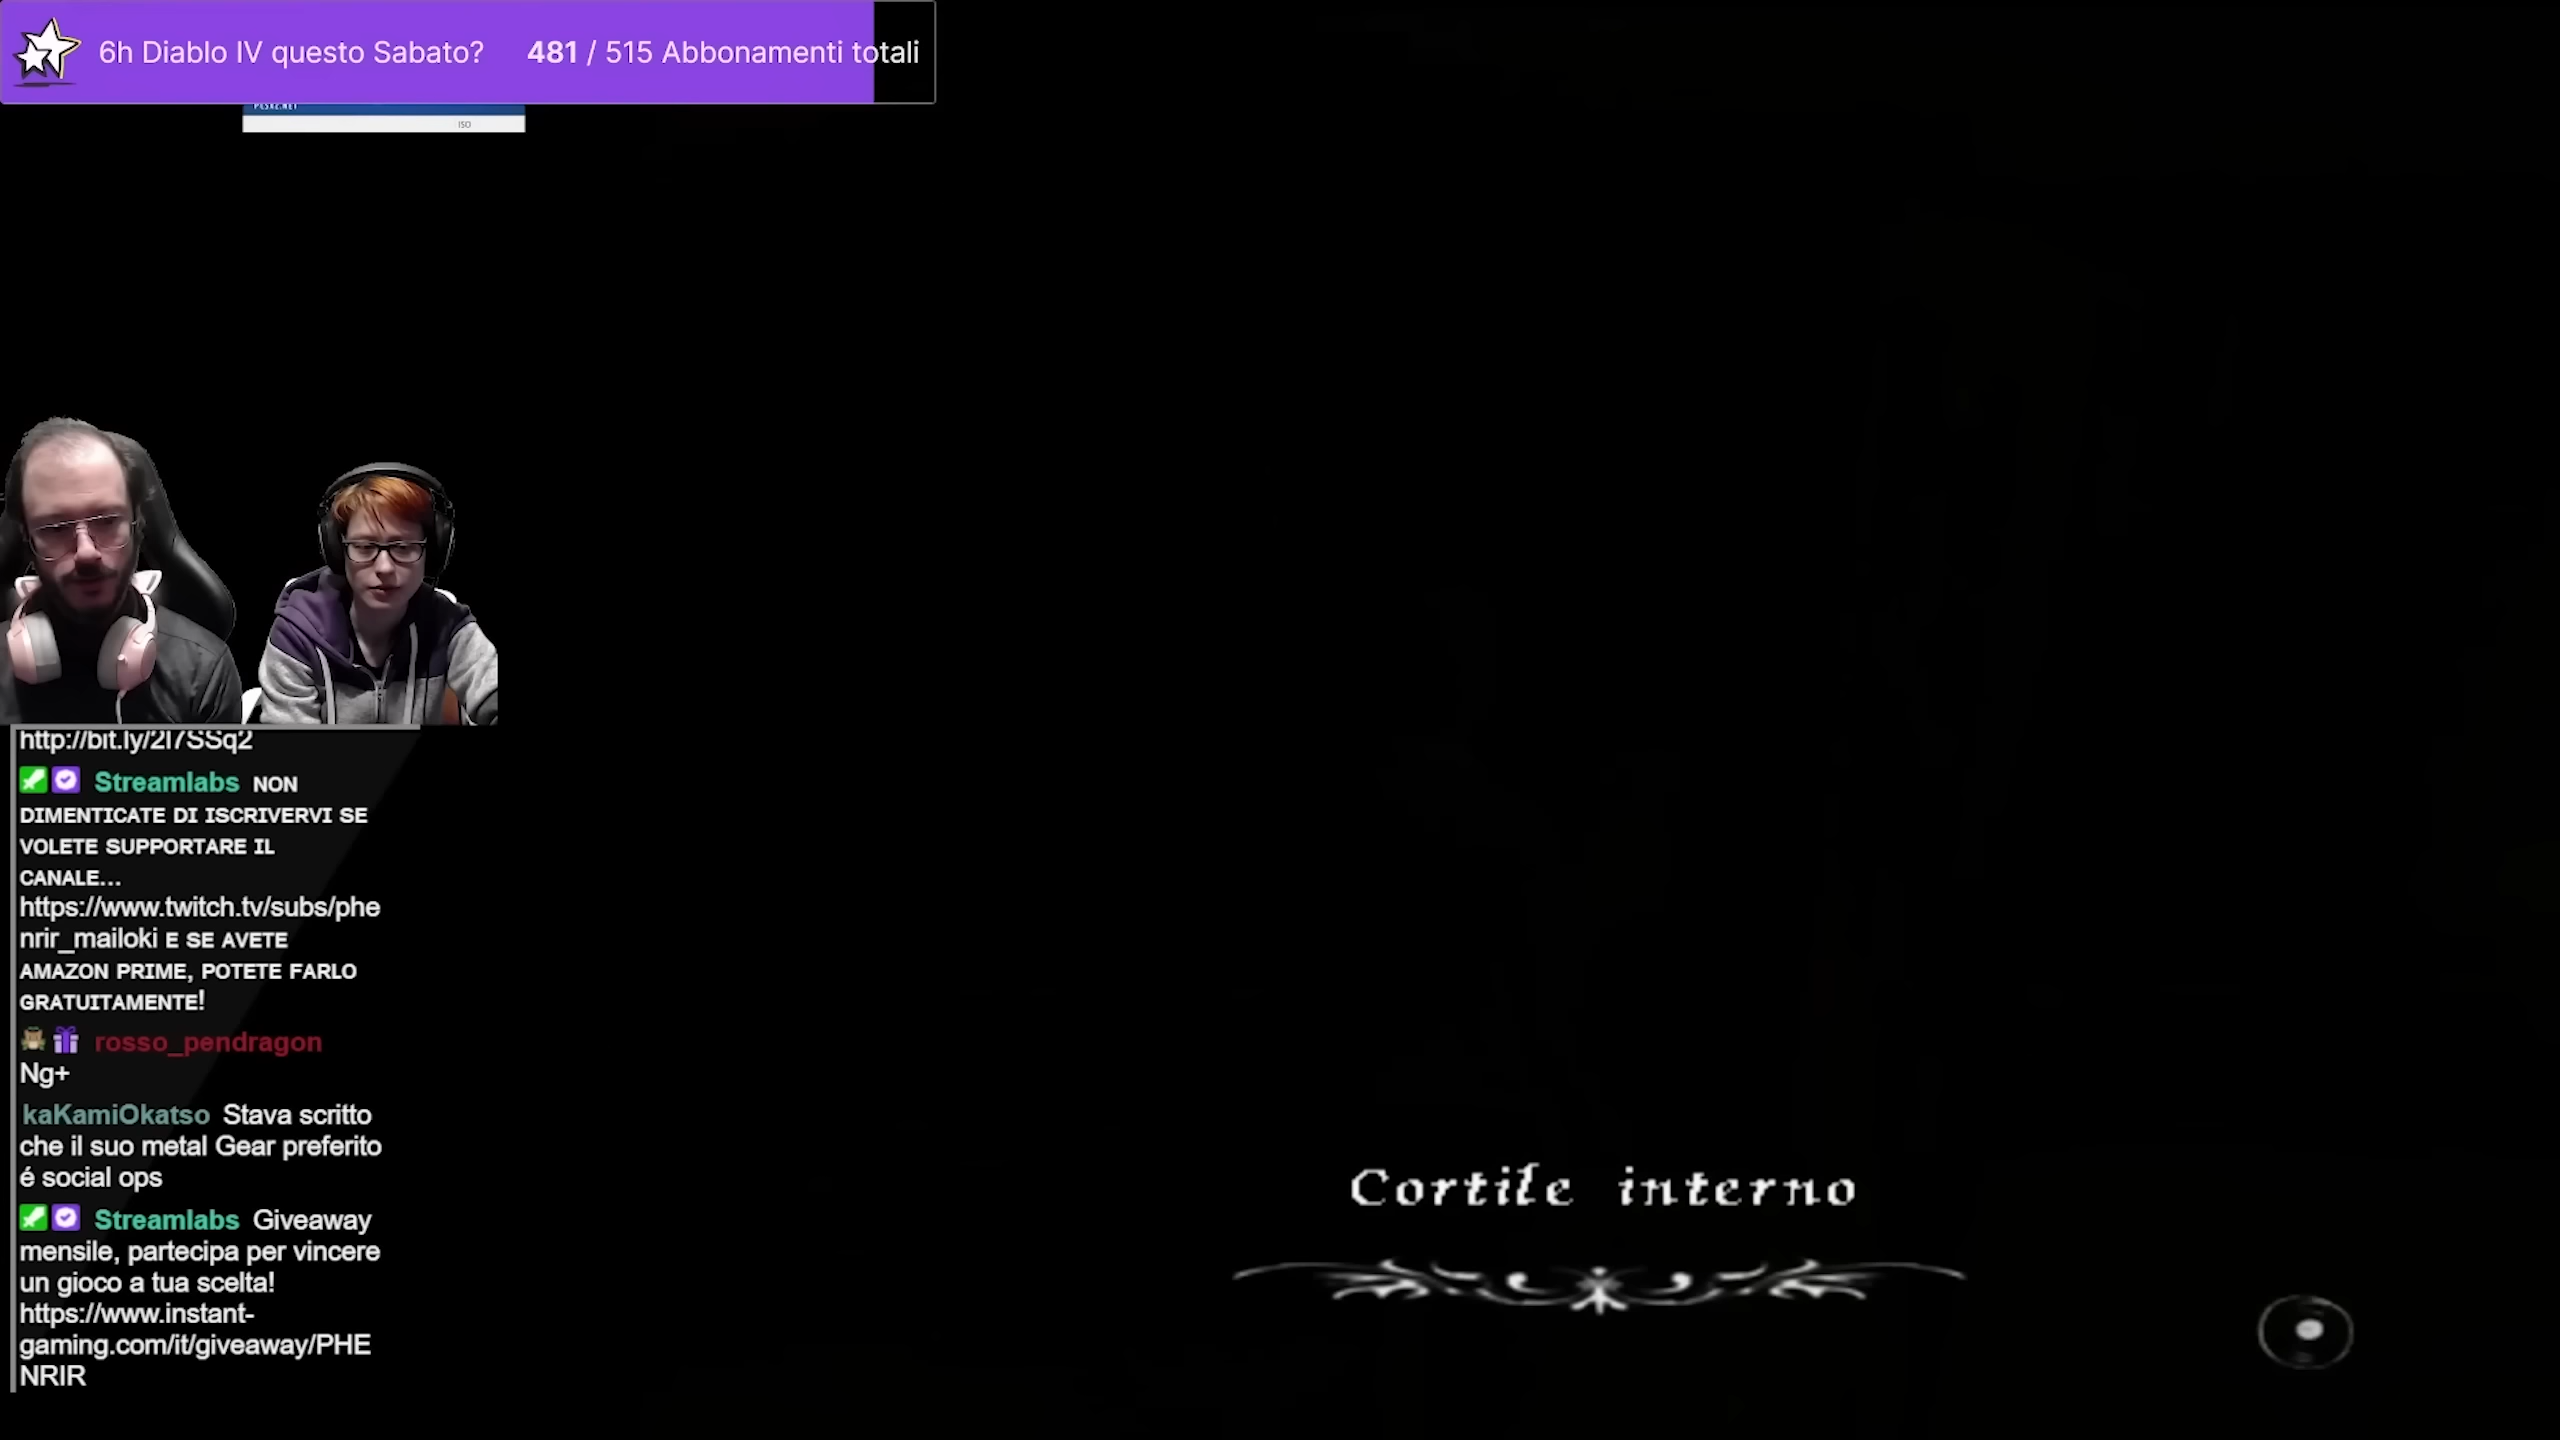 6h Diablo IV questo Sabato? 481 / 515 Abbonamenti totali
ISO
http://bit.ly/2I7SSq2
Streamlabs NON
DIMENTICATE DI ISCRIVERVI SE
VOLETE SUPPORTARE IL
CANALE...
https://www.twitch.tv/subs/phe
nrir_mailoki E SE AVETE
AMAZON PRIME, POTETE FARLO
GRATUITAMENTE!
rosso_pendragon
Ng+
kaKamiOkatso Stava scritto
che il suo metal Gear preferito
é social ops
Streamlabs Giveaway
mensile, partecipa per vincere
un gioco a tua scelta!
https://www.instant-
gaming.com/it/giveaway/PHE
NRIR
Cortile interno